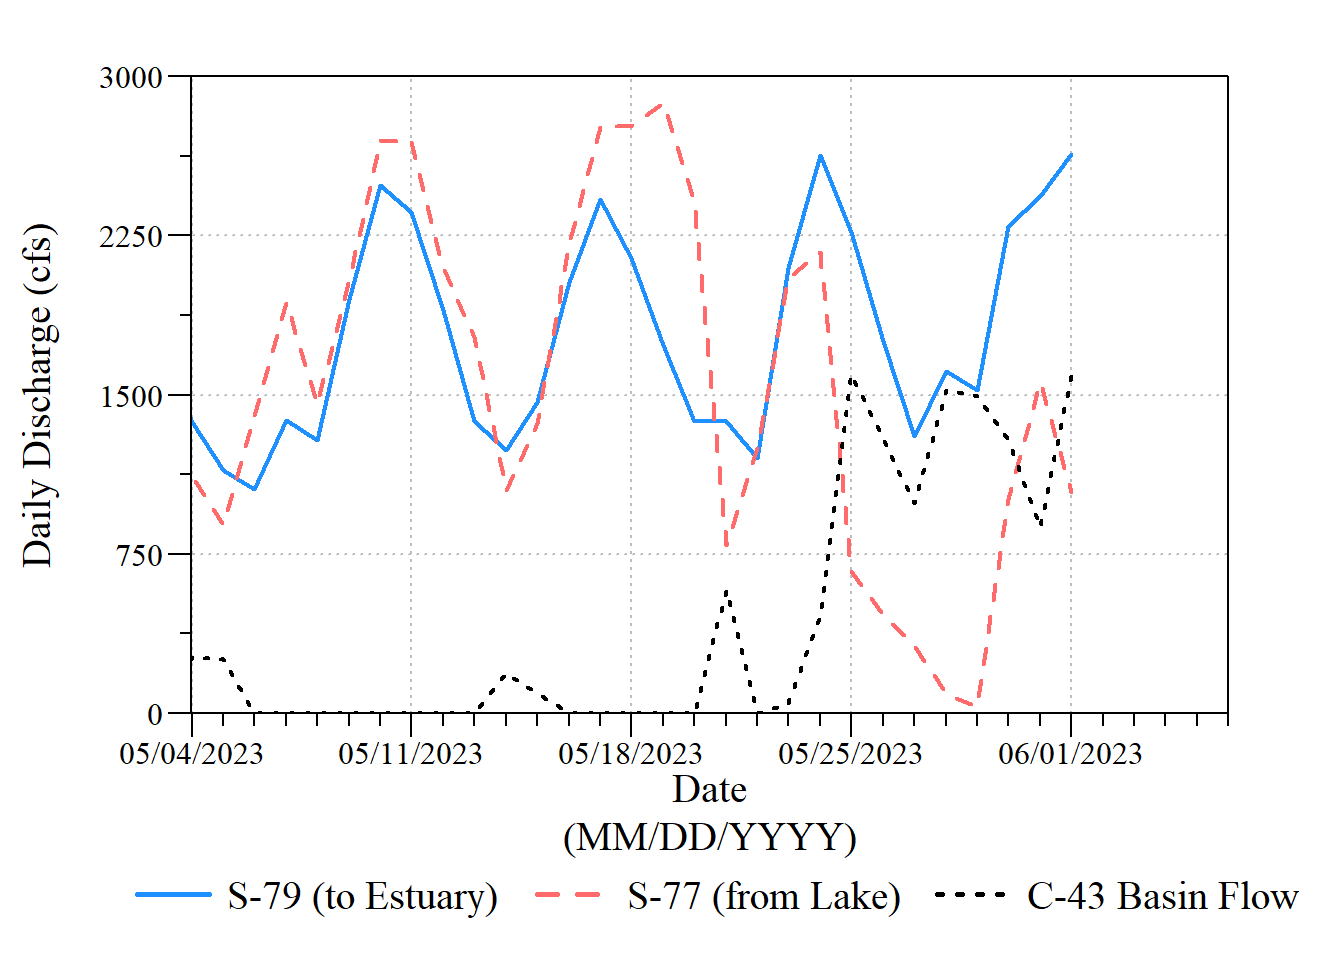 Daily Discharge (cfs)
3000
2250
1500
750
0
05/04/2023 05/11/2023 05/18/2023 05/25/2023 06/01/2023
Date
(MM/DD/YYYY)
S-79 (to Estuary) S-77 (from Lake) C-43 Basin Flow